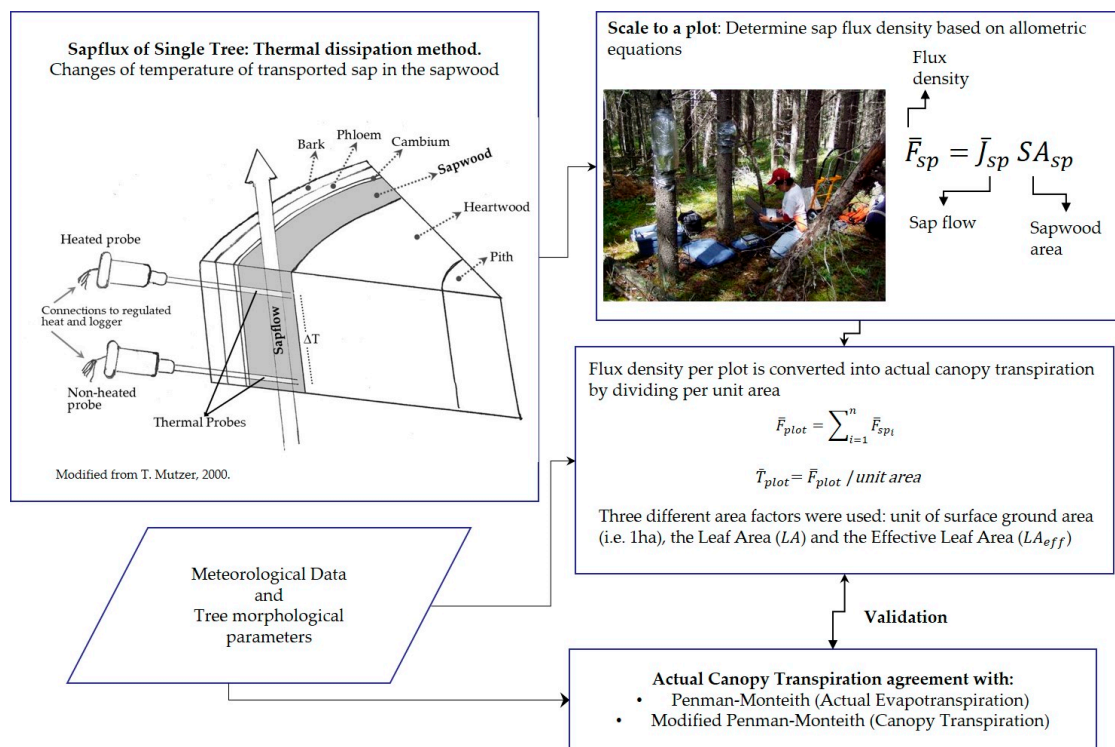 Sapflux of Single Tree: Thermal dissipation method.
Changes of temperature of transported sap in the sapwood
Bark
Phloem
Cambium
Sapwood
Heartwood
Pith
Heated probe
Connections to regulated
heat and logger
Non-heated
probe
Sapflow
ΔT
Thermal Probes
Modified from T. Mutzer, 2000.
Scale to a plot: Determine sap flux density based on allometric
equations
Flux
density
F̄sp = J̄sp SAsp
Sap flow
Sapwood
area
Flux density per plot is converted into actual canopy transpiration
by dividing per unit area
F̄plot = ∑ⁿᵢ₌₁ F̄spᵢ
T̄plot= F̄plot / unit area
Three different area factors were used: unit of surface ground area
(i.e. 1ha), the Leaf Area (LA) and the Effective Leaf Area (LAeff)
Meteorological Data
and
Tree morphological
parameters
Validation
Actual Canopy Transpiration agreement with:
• Penman-Monteith (Actual Evapotranspiration)
• Modified Penman-Monteith (Canopy Transpiration)